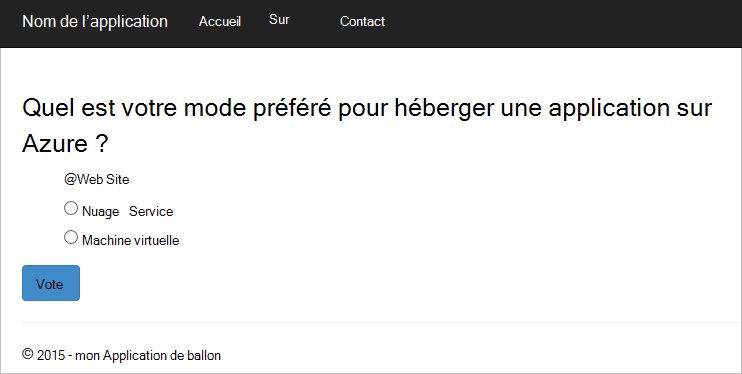 Nom de l’application Accueil Sur Contact
Quel est votre mode préféré pour héberger une application sur
Azure ?
@Web Site
Nuage Service
Machine virtuelle
Vote
© 2015 - mon Application de ballon